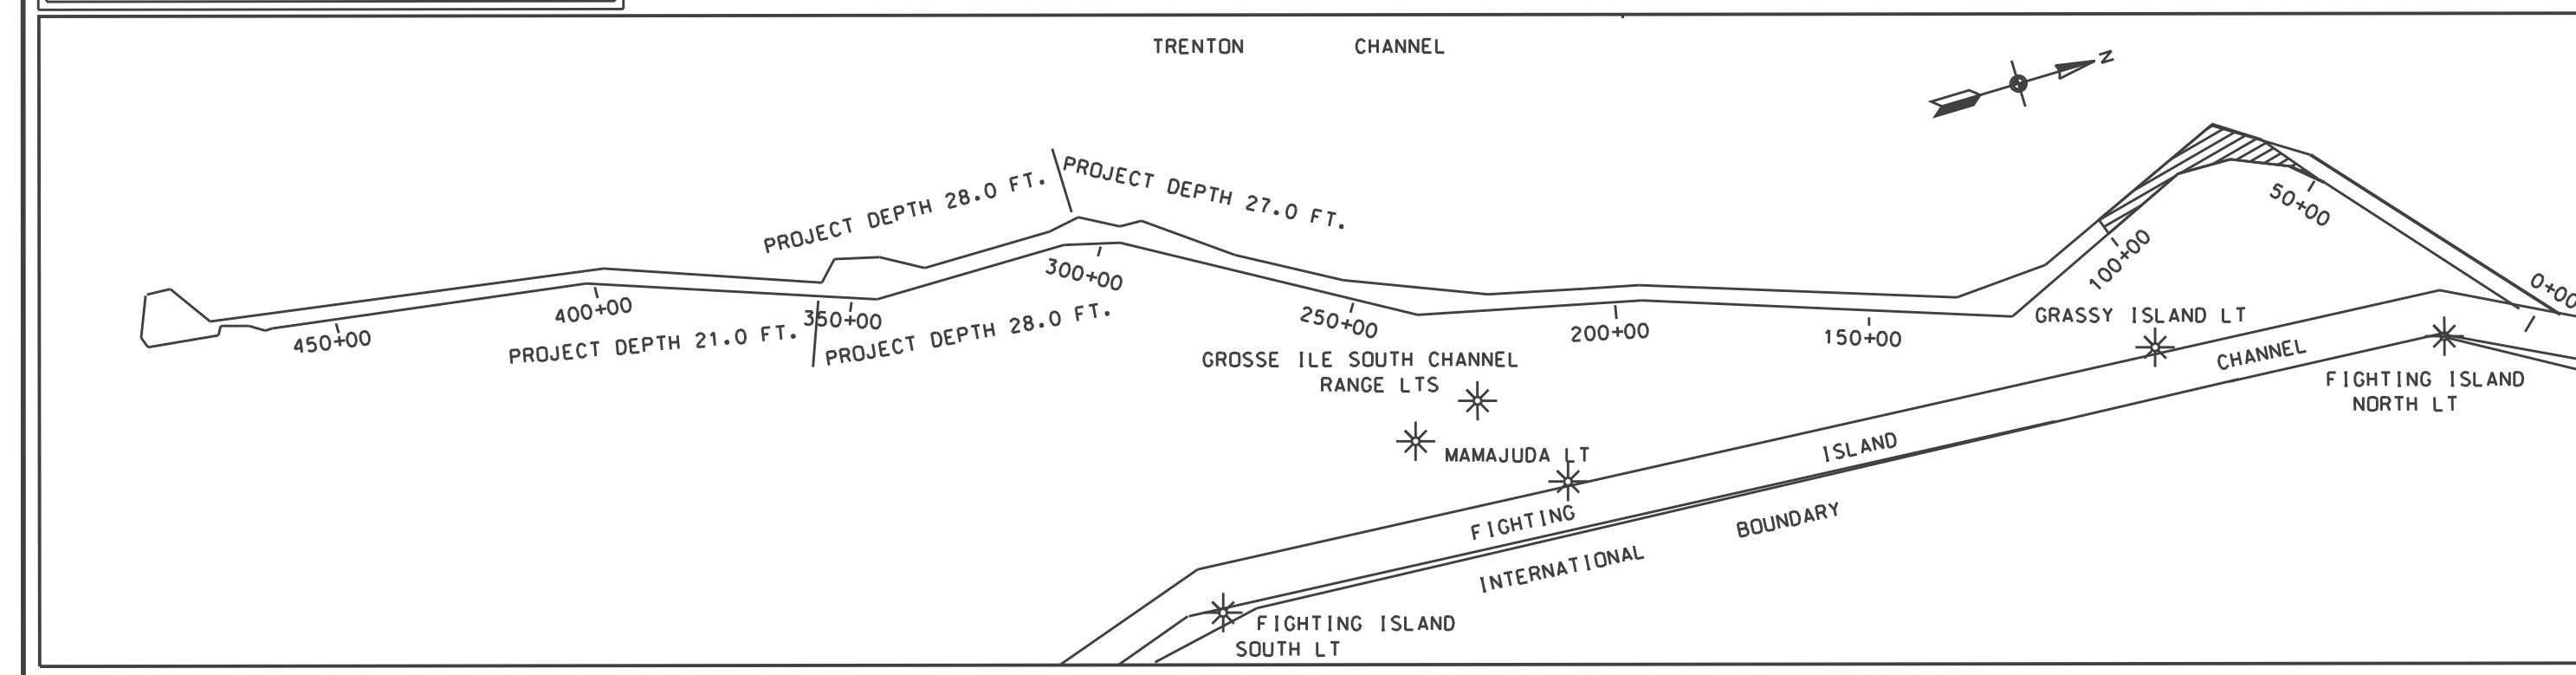 TRENTON CHANNEL
N
PROJECT DEPTH 28.0 FT.
PROJECT DEPTH 27.0 FT.
50+00
100+00
0+00
300+00
400+00
350+00
450+00
250+00
200+00
150+00
PROJECT DEPTH 21.0 FT.
PROJECT DEPTH 28.0 FT.
GRASSY ISLAND LT
GROSSE ILE SOUTH CHANNEL
RANGE LTS
FIGHTING ISLAND
NORTH LT
MAMAJUDA LT
FIGHTING ISLAND CHANNEL
INTERNATIONAL BOUNDARY
FIGHTING ISLAND
SOUTH LT